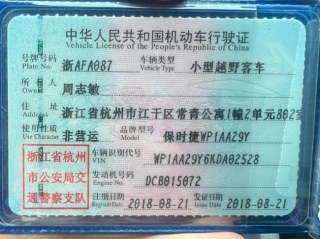 中华人民共和国机动车行驶证
Vehicle License of the People's Republic of China
号牌号码 浙AFA087 车辆类型 小型越野客车
Plate No. Vehicle Type
所有人 周志敏
Owner
住址 浙江省杭州市江干区常青公寓1幢2单元802室
Address
使用性质 非营运 品牌型号 保时捷WP1AA29Y
Use Character Model
浙江省杭州市公安局交通警察支队
车辆识别代号 WP1AA29Y6KDA02528
VIN
发动机号码 DCB015072
Engine No.
注册日期 2018-08-21 发证日期 2018-08-21
Register Date Issue Date